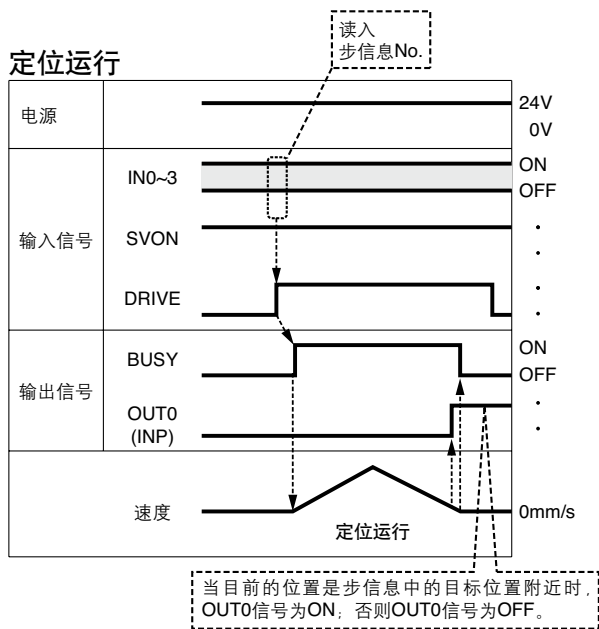 读入
步信息No.
定位运行
电源
24V
0V
输入信号
IN0~3
ON
OFF
SVON
DRIVE
输出信号
BUSY
ON
OFF
OUT0
(INP)
速度
定位运行
0mm/s
当目前的位置是步信息中的目标位置附近时，
OUT0信号为ON；否则OUT0信号为OFF。